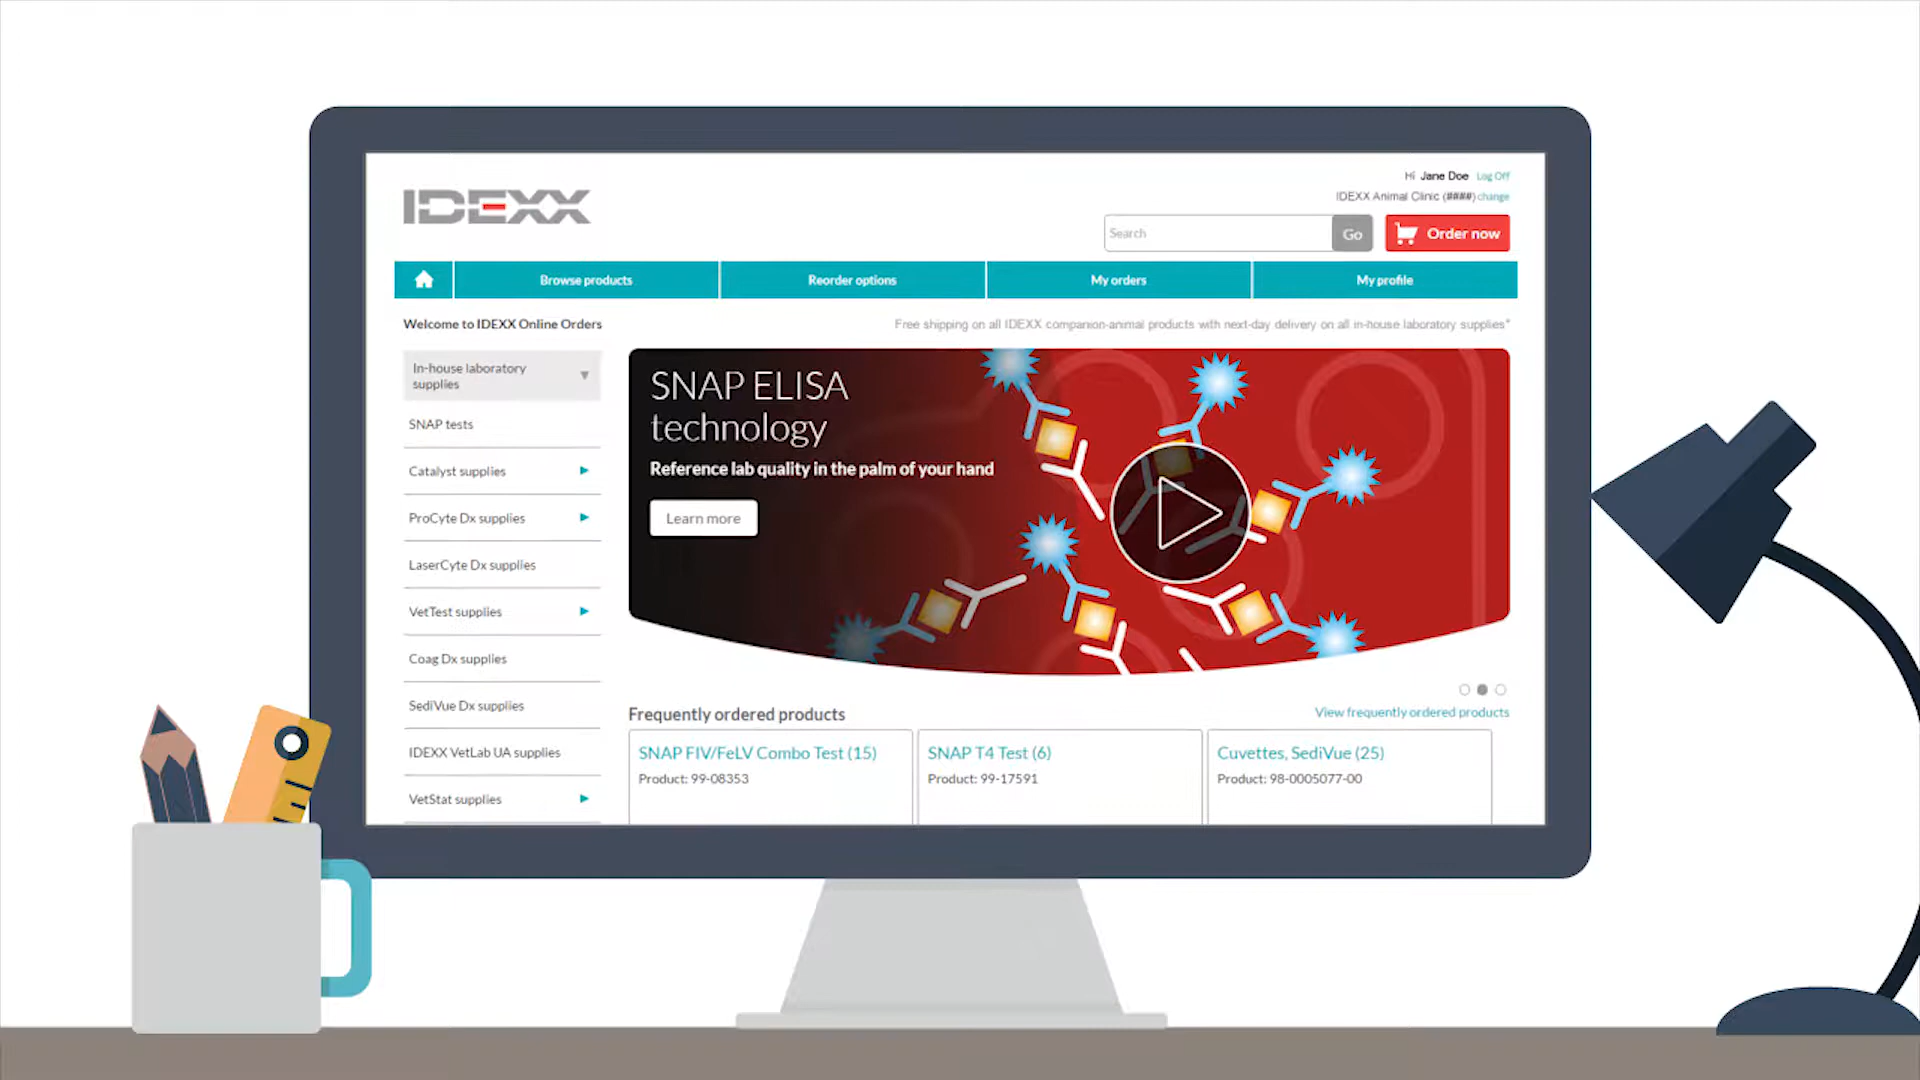 Hi Jane Doe Log Off
IDEXX
IDEXX Animal Clinic (####) change
Search Go Order now
Browse products Reorder options My orders My profile
Welcome to IDEXX Online Orders
Free shipping on all IDEXX companion-animal products with next-day delivery on all in-house laboratory supplies*
In-house laboratory
supplies
SNAP tests
Catalyst supplies
ProCyte Dx supplies
LaserCyte Dx supplies
VetTest supplies
Coag Dx supplies
SediVue Dx supplies
IDEXX VetLab UA supplies
VetStat supplies
SNAP ELISA
technology
Reference lab quality in the palm of your hand
Learn more
Frequently ordered products
View frequently ordered products
SNAP FIV/FeLV Combo Test (15)
Product: 99-08353
SNAP T4 Test (6)
Product: 99-17591
Cuvettes, SediVue (25)
Product: 98-0005077-00